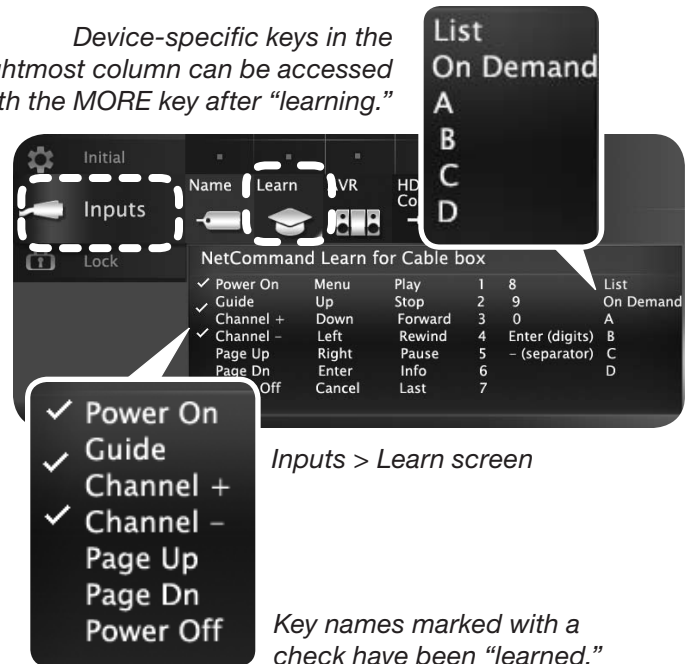 Device-specific keys in the
rightmost column can be accessed
with the MORE key after “learning.”
List
On Demand
A
B
C
D
Initial
Inputs
Lock
Name Learn AVR
NetCommand Learn for Cable box
✓ Power On Menu Play 1 8 List
✓ Guide Up Stop 2 9 On Demand
Channel + Down Forward 3 0 A
✓ Channel – Left Rewind 4 Enter (digits) B
Page Up Right Pause 5 – (separator) C
Page Dn Enter Info 6 D
Off Cancel Last 7
✓ Power On
✓ Guide
Channel +
✓ Channel –
Page Up
Page Dn
Power Off
Inputs > Learn screen
Key names marked with a
check have been “learned.”